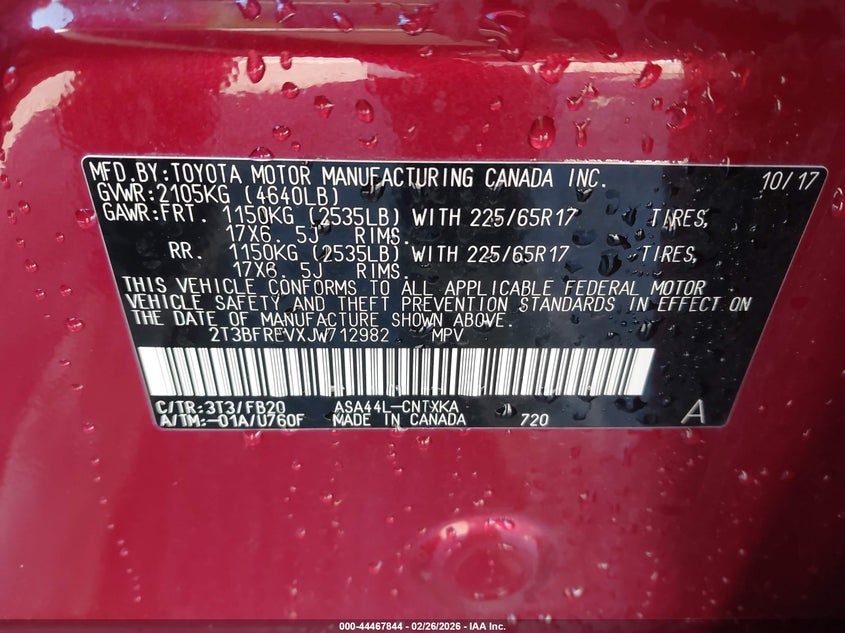 MFD.BY:TOYOTA MOTOR MANUFACTURING CANADA INC. 10/17
GVWR:2105KG (4640LB)
GAWR:FRT. 1150KG (2535LB) WITH 225/65R17 TIRES,
17X6.5J RIMS.
RR. 1150KG (2535LB) WITH 225/65R17 TIRES,
17X6.5J RIMS.
THIS VEHICLE CONFORMS TO ALL APPLICABLE FEDERAL MOTOR
VEHICLE SAFETY AND THEFT PREVENTION STANDARDS IN EFFECT ON
THE DATE OF MANUFACTURE SHOWN ABOVE.
2T3BFREVXJW712982 MPV
C/TR:3T3/FB20 ASA44L-CNTXKA
A/TM:-01A/U760F MADE IN CANADA 720 A
000-44467844 - 02/26/2026 - IAA Inc.